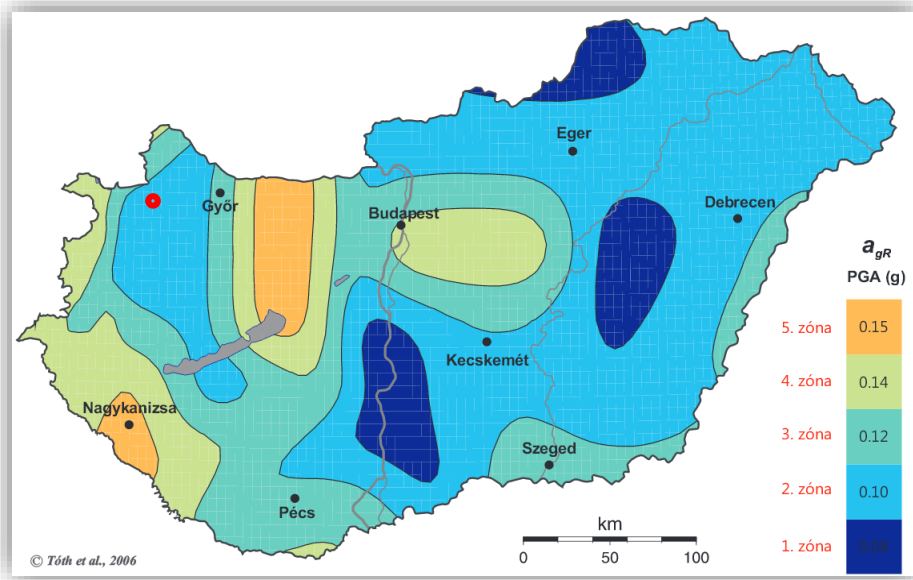 Eger
Győr
Budapest
Debrecen
Kecskemét
Nagykanizsa
Szeged
Pécs
a_gR
PGA (g)
5. zóna 0.15
4. zóna 0.14
3. zóna 0.12
2. zóna 0.10
1. zóna 0.08
km
0 50 100
© Tóth et al., 2006